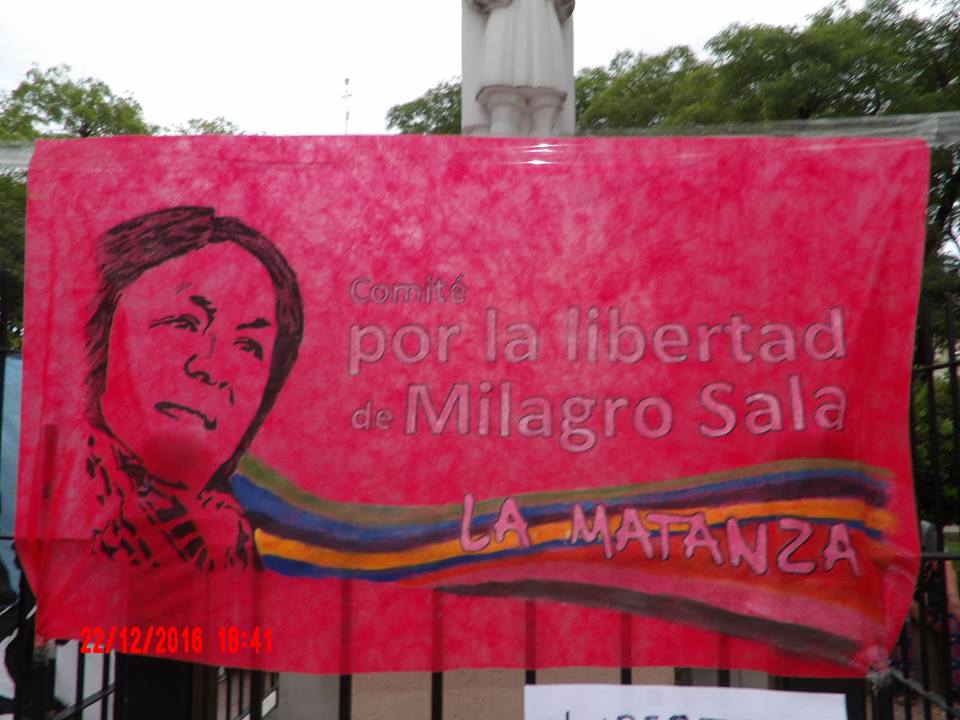 Comité
por la libertad
de Milagro Sala
LA MATANZA
22/12/2016 18:41